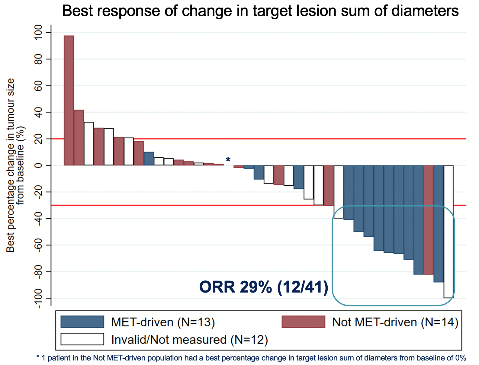 Best response of change in target lesion sum of diameters
Best percentage change in tumour size
from baseline (%)
100
80
60
40
20
0
-20
-40
-60
-80
-100
*
ORR 29% (12/41)
MET-driven (N=13)
Not MET-driven (N=14)
Invalid/Not measured (N=12)
* 1 patient in the Not MET-driven population had a best percentage change in target lesion sum of diameters from baseline of 0%